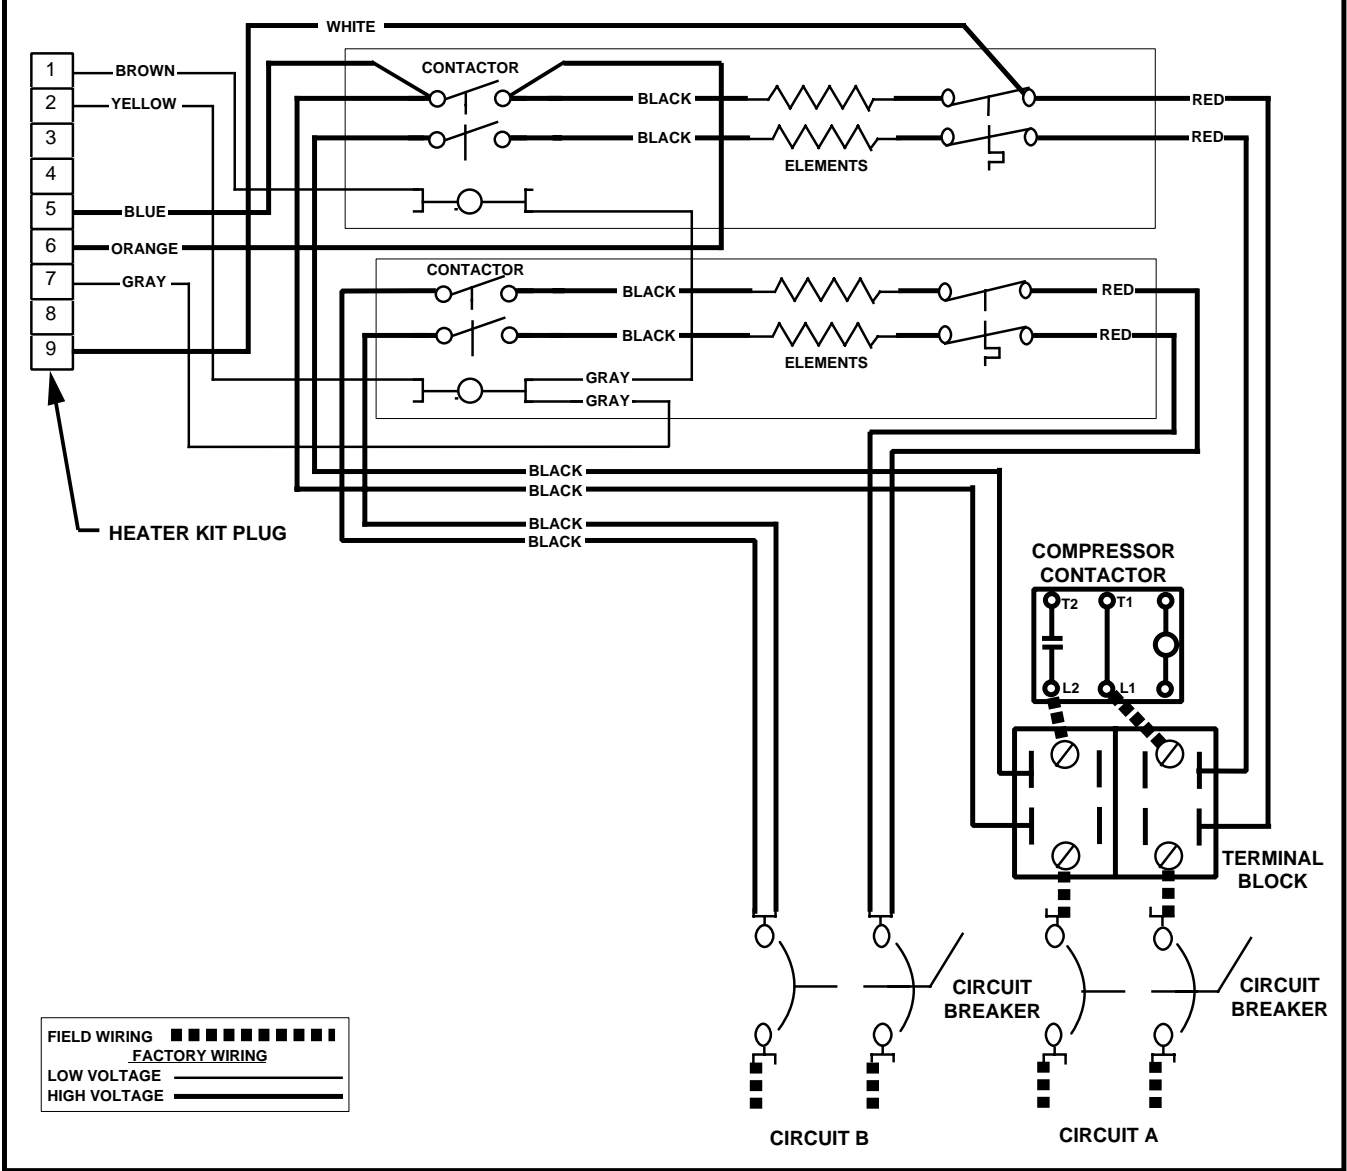 WHITE
CONTACTOR
1
BROWN
2
YELLOW
BLACK
RED
3
BLACK
RED
ELEMENTS
4
5
BLUE
6
ORANGE
7
GRAY
CONTACTOR
BLACK
RED
8
BLACK
RED
9
ELEMENTS
GRAY
GRAY
BLACK
BLACK
BLACK
BLACK
HEATER KIT PLUG
COMPRESSOR
CONTACTOR
T2
T1
L2
L1
TERMINAL
BLOCK
CIRCUIT
BREAKER
CIRCUIT
BREAKER
FIELD WIRING
FACTORY WIRING
LOW VOLTAGE
HIGH VOLTAGE
CIRCUIT B
CIRCUIT A